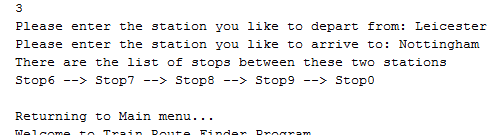 3
Please enter the station you like to depart from: Leicester
Please enter the station you like to arrive to: Nottingham
There are the list of stops between these two stations
Stop6 --> Stop7 --> Stop8 --> Stop9 --> Stop0
Returning to Main menu...
Welcome to Train Route Finder Program